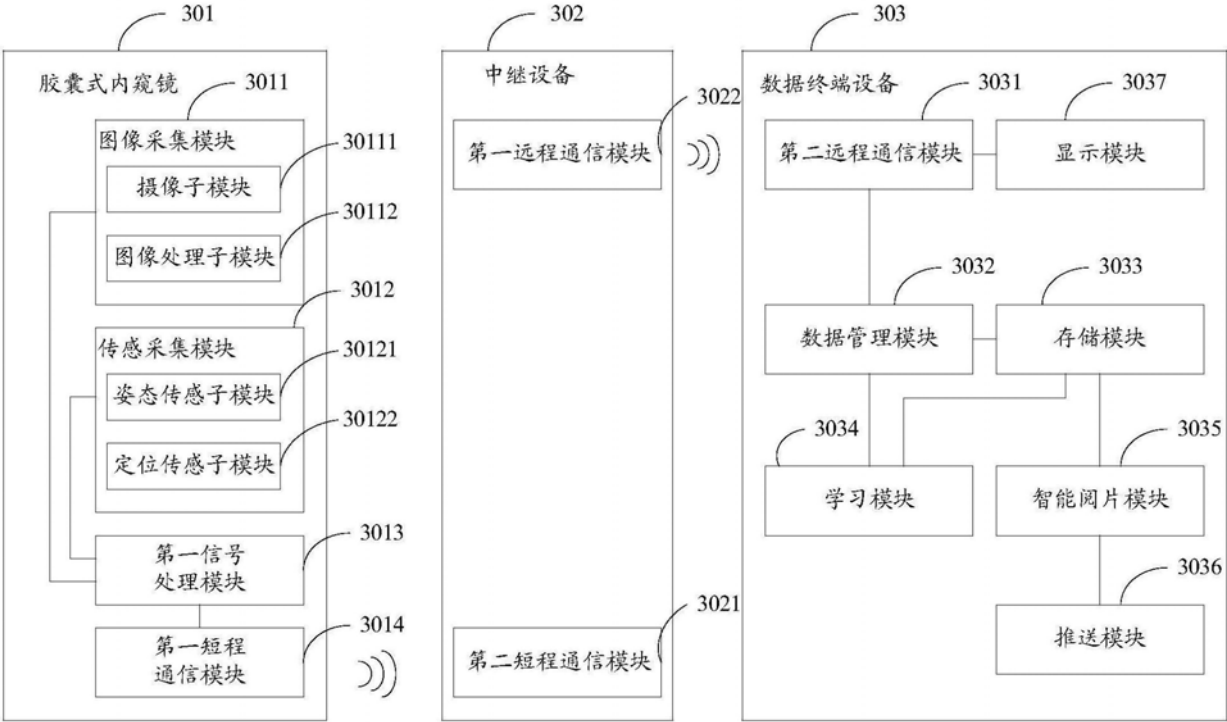 301
胶囊式内窥镜
3011
图像采集模块
30111
摄像子模块
30112
图像处理子模块
3012
传感采集模块
30121
姿态传感子模块
30122
定位传感子模块
3013
第一信号
处理模块
3014
第一短程
通信模块
302
中继设备
3022
第一远程通信模块
3021
第二短程通信模块
303
数据终端设备
3031
第二远程通信模块
3037
显示模块
3032
数据管理模块
3033
存储模块
3034
学习模块
3035
智能阅片模块
3036
推送模块